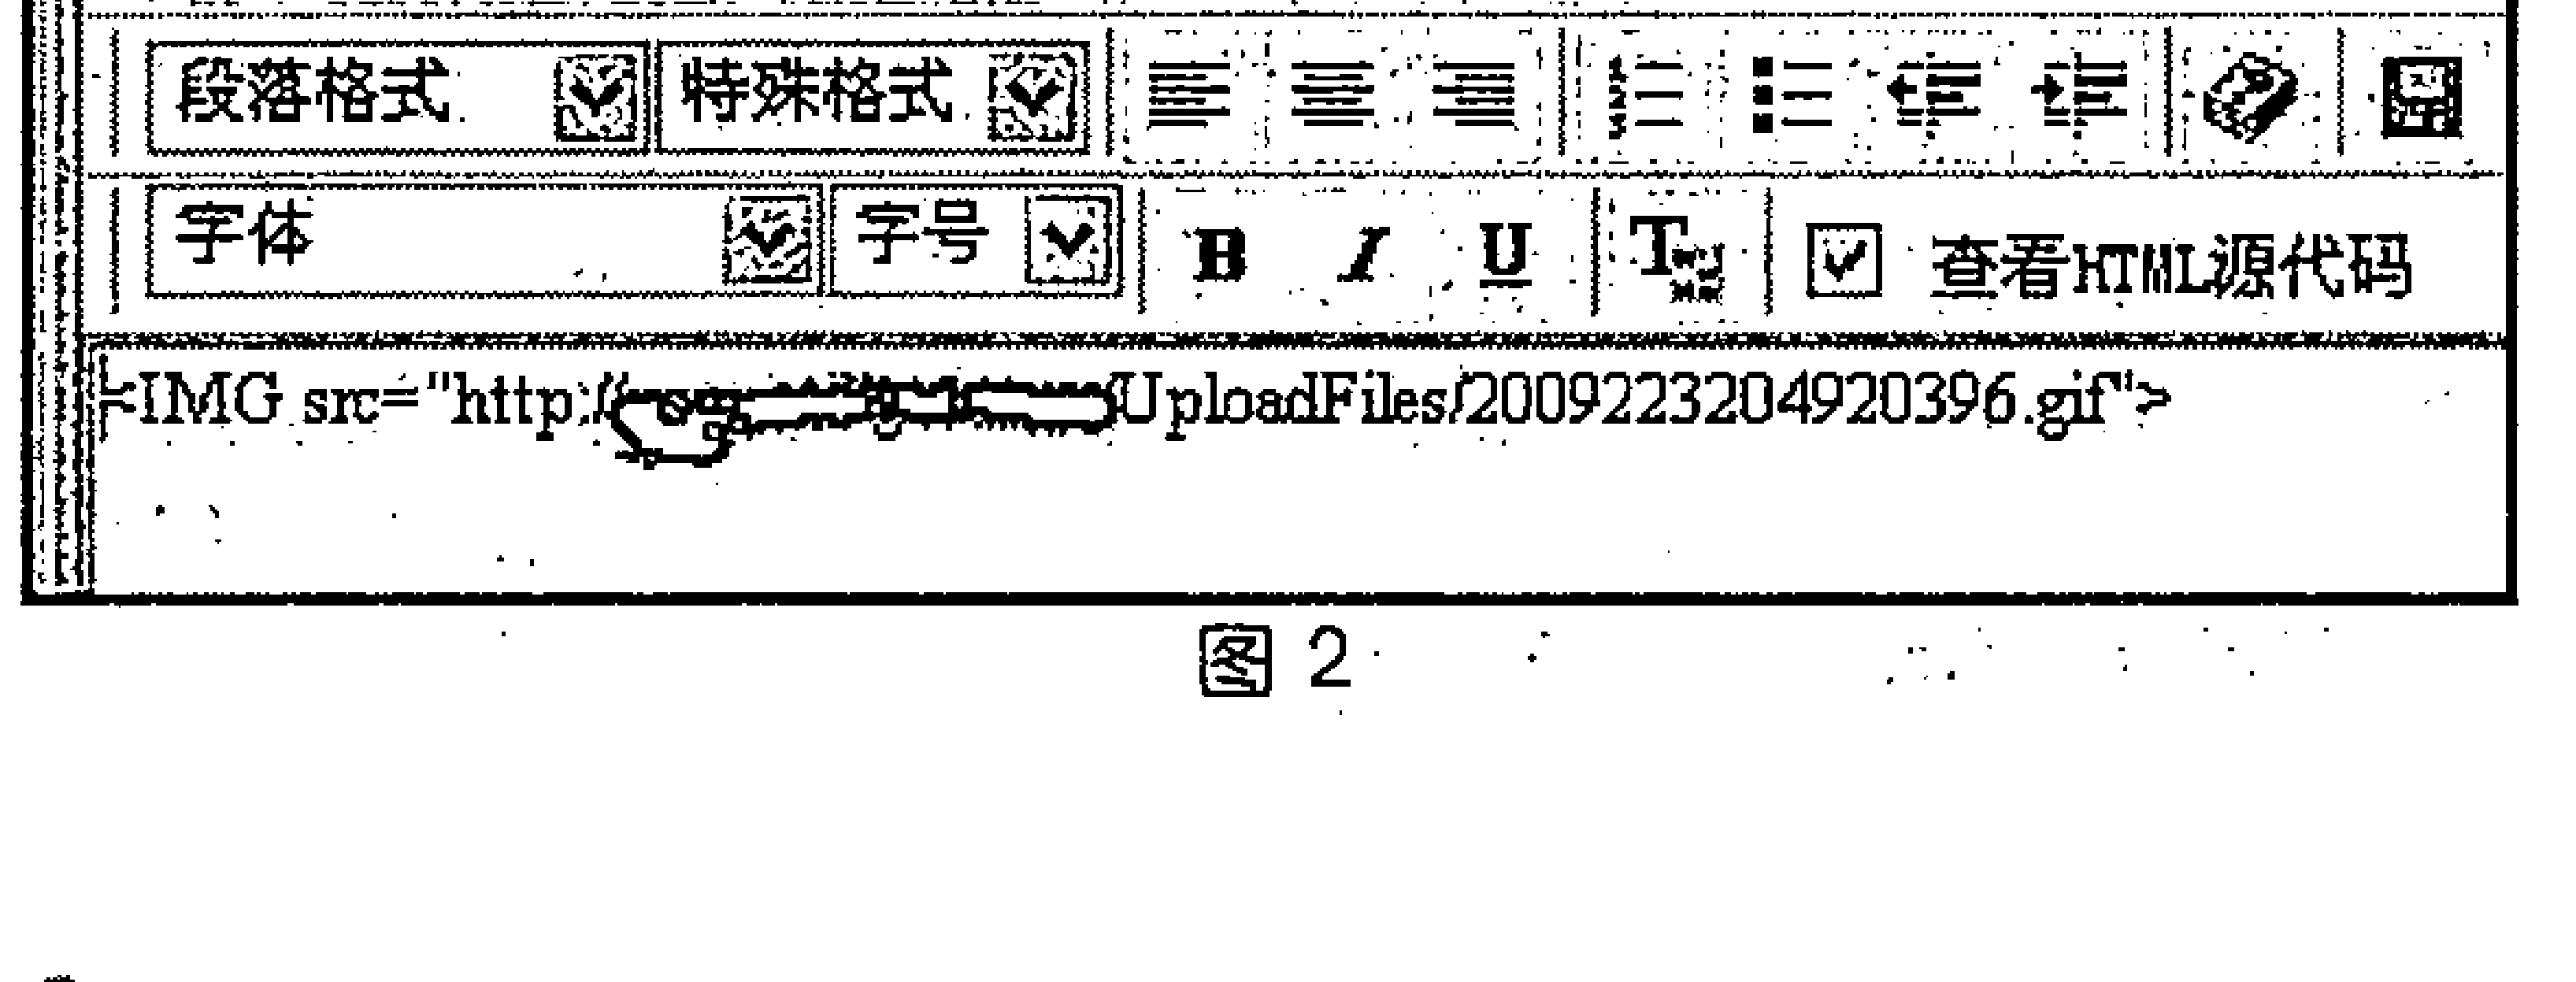 段落格式 特殊格式
字体 字号 B I U 查看HTML源代码
<IMG src="http:// /UploadFiles/2009223204920396.gif">
图 2